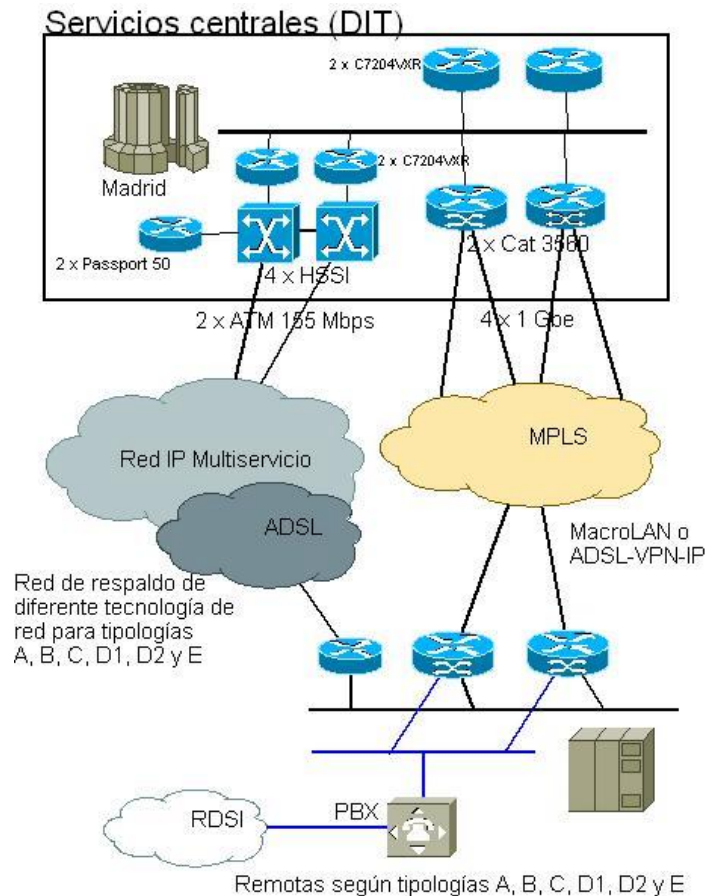 Servicios centrales (DIT)
2 x C7204VXR
Madrid
2 x C7204VXR
2 x Passport 50
4 x HSSI
2 x Cat 3560
2 x ATM 155 Mbps
4 x 1 Gbe
Red IP Multiservicio
MPLS
ADSL
MacroLAN o
ADSL-VPN-IP
Red de respaldo de
diferente tecnología de
red para tipologías
A, B, C, D1, D2 y E
RDSI
PBX
Remotas según tipologías A, B, C, D1, D2 y E